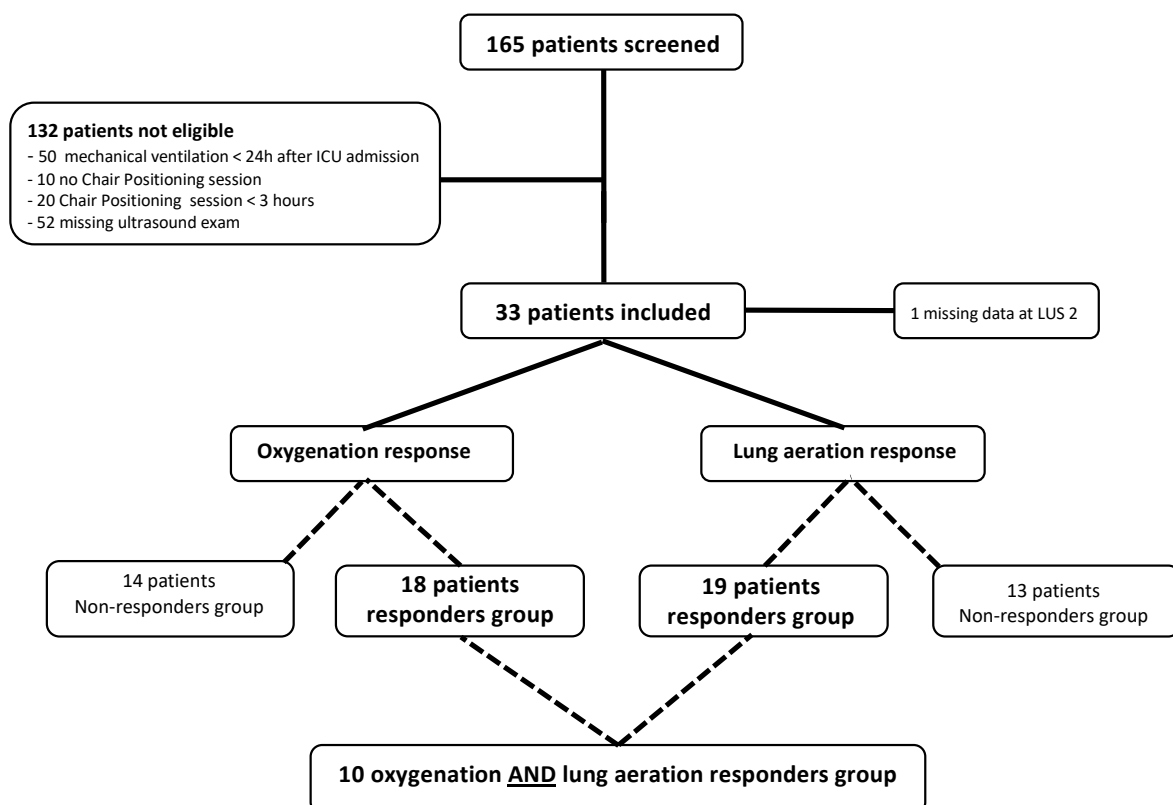 165 patients screened
132 patients not eligible
- 50 mechanical ventilation < 24h after ICU admission
- 10 no Chair Positioning session
- 20 Chair Positioning session < 3 hours
- 52 missing ultrasound exam
33 patients included
1 missing data at LUS 2
Oxygenation response
Lung aeration response
14 patients
Non-responders group
18 patients
responders group
19 patients
responders group
13 patients
Non-responders group
10 oxygenation AND lung aeration responders group